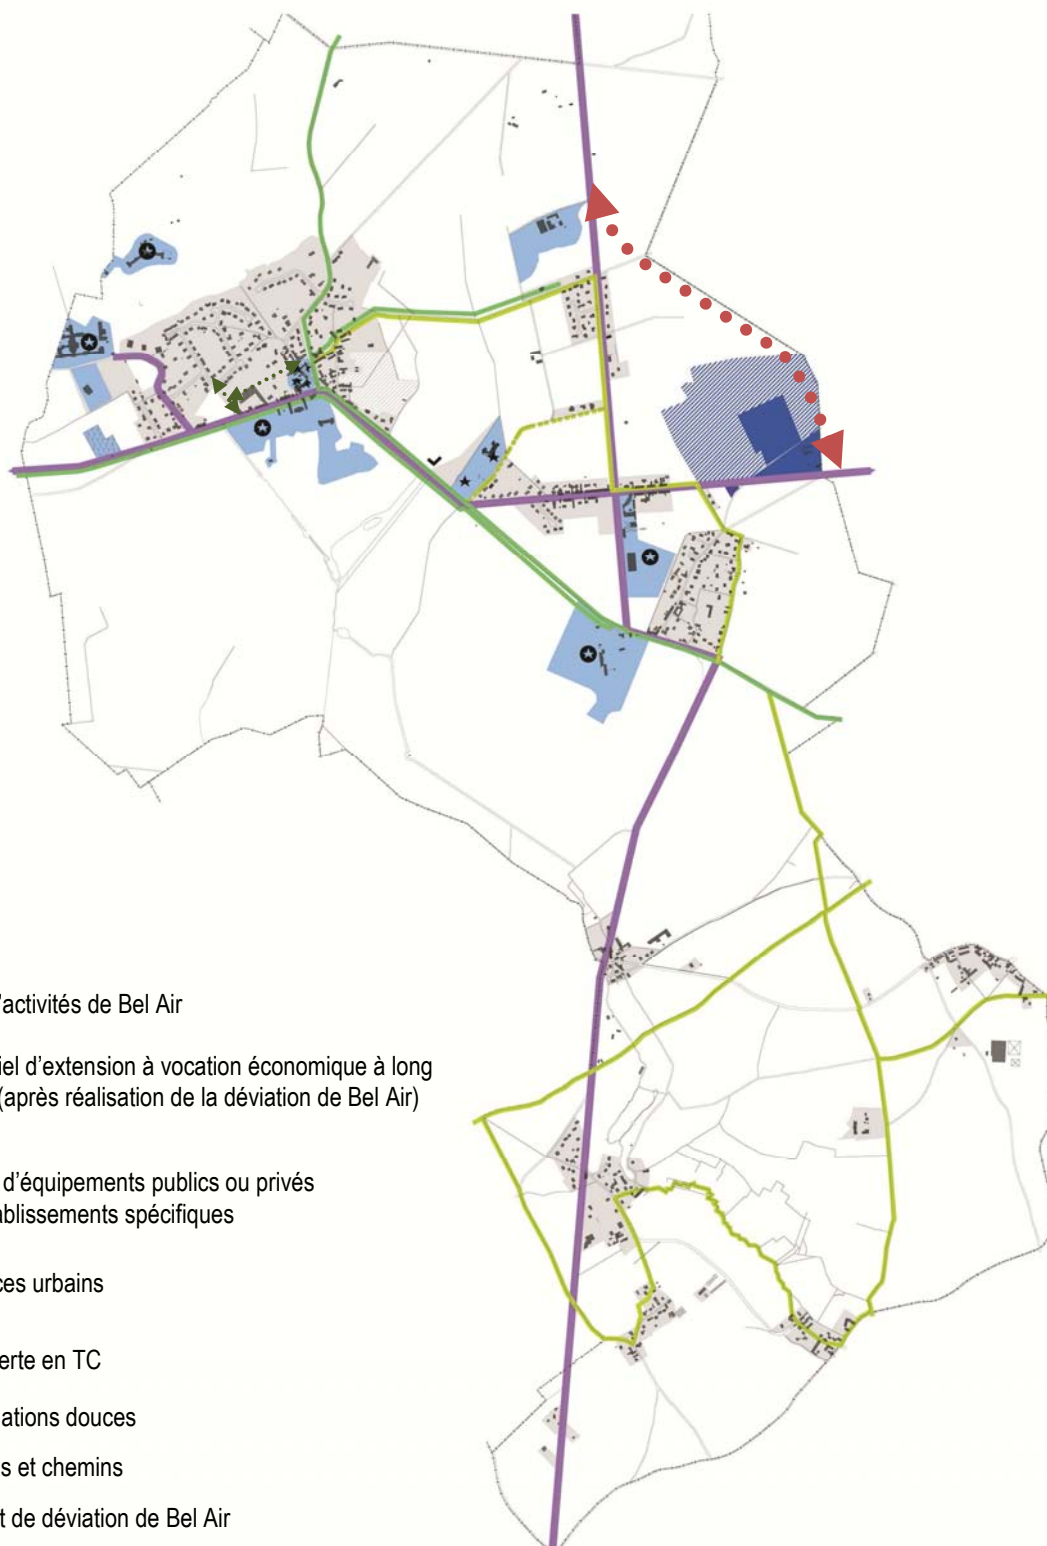 'activités de Bel Air
iel d'extension à vocation économique à long
(après réalisation de la déviation de Bel Air)
d'équipements publics ou privés
ablissements spécifiques
ces urbains
erte en TC
ations douces
s et chemins
t de déviation de Bel Air